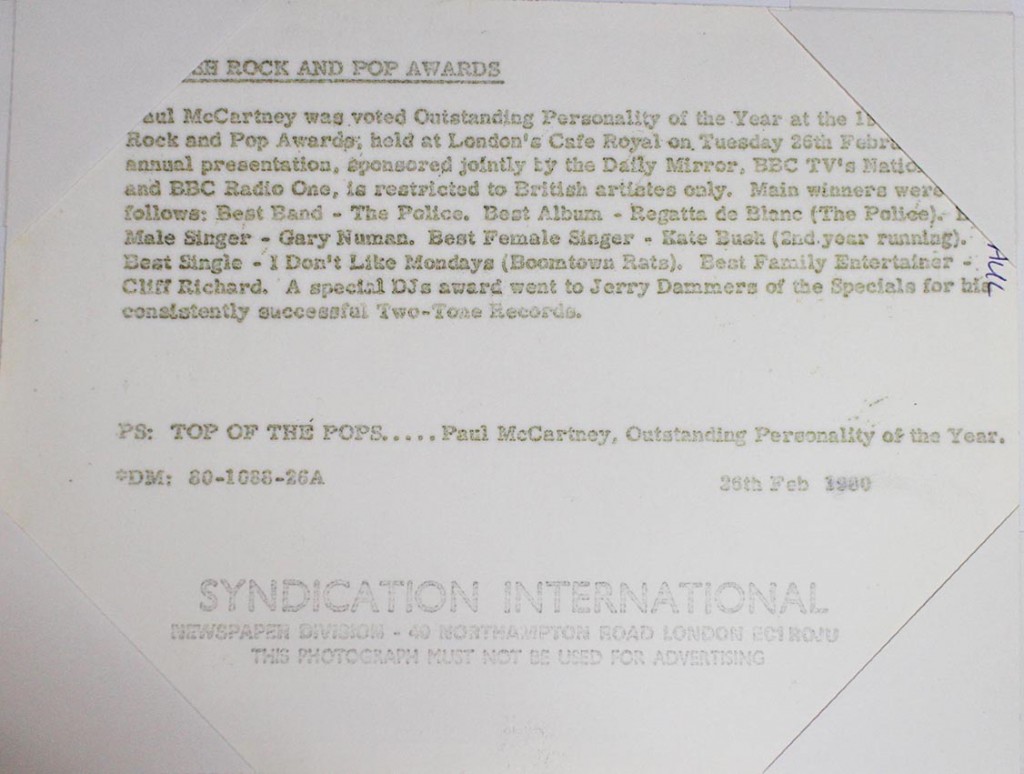 SH ROCK AND POP AWARDS
aul McCartney was voted Outstanding Personality of the Year at the
Rock and Pop Awards, held at London's Cafe Royal on Tuesday 26th Febru
annual presentation, sponsored jointly by the Daily Mirror, BBC TV's Natio
and BBC Radio One, is restricted to British artistes only. Main winners were
follows: Best Band - The Police. Best Album - Regatta de Blanc (The Police).
Male Singer - Gary Numan. Best Female Singer - Kate Bush (2nd year running).
Best Single - I Don't Like Mondays (Boomtown Rats). Best Family Entertainer -
Cliff Richard. A special DJs award went to Jerry Dammers of the Specials for his
consistently successful Two-Tone Records.
ALL
PS: TOP OF THE POPS..... Paul McCartney, Outstanding Personality of the Year.
*DM: 80-1088-26A
26th Feb 1980
SYNDICATION INTERNATIONAL
NEWSPAPER DIVISION - 40 NORTHAMPTON ROAD LONDON EC1 ROJU
THIS PHOTOGRAPH MUST NOT BE USED FOR ADVERTISING